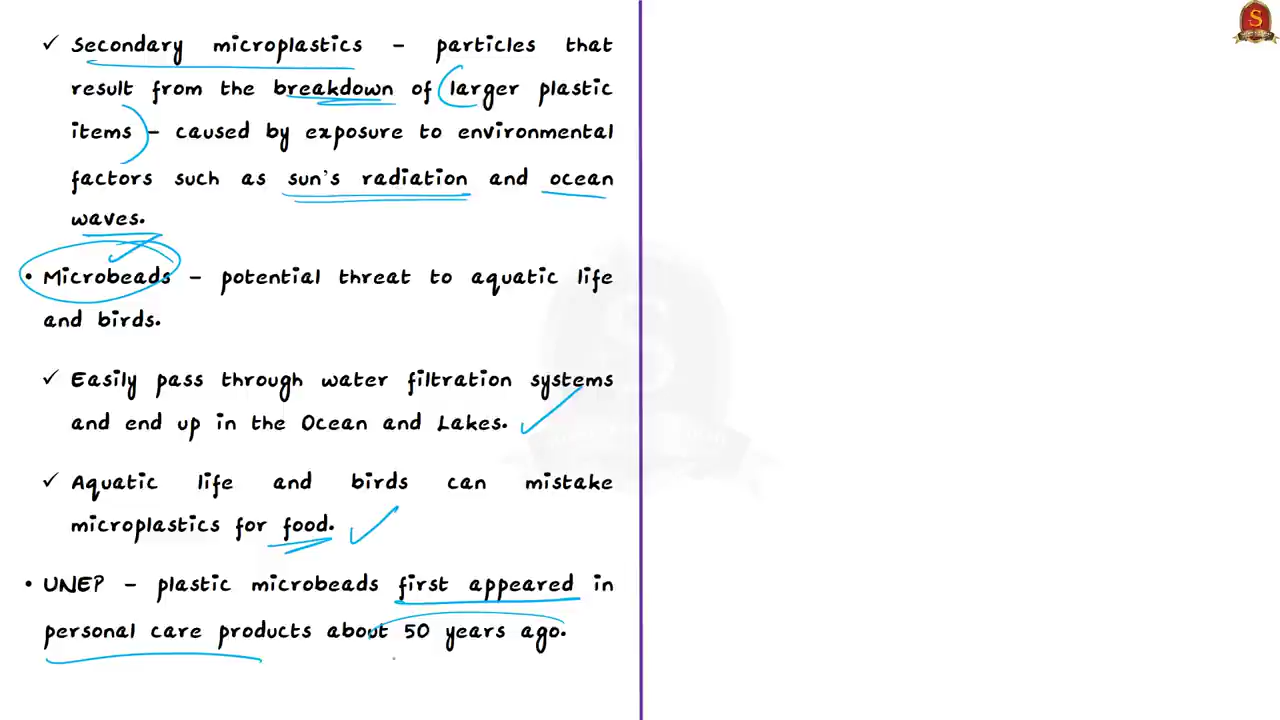 ✓ Secondary microplastics – particles that
result from the breakdown of larger plastic
items – caused by exposure to environmental
factors such as sun's radiation and ocean
waves.
• Microbeads – potential threat to aquatic life
and birds.
✓ Easily pass through water filtration systems
and end up in the Ocean and Lakes.
✓ Aquatic life and birds can mistake
microplastics for food.
• UNEP – plastic microbeads first appeared in
personal care products about 50 years ago.
S